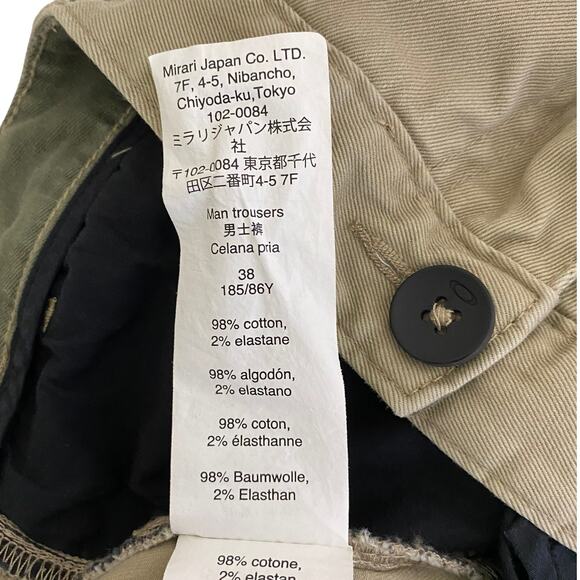 Mirari Japan Co. LTD.
7F, 4-5, Nibancho,
Chiyoda-ku,Tokyo
102-0084
ミラリジャパン株式会
社
〒102-0084 東京都千代
田区二番町4-5 7F
Man trousers
男士裤
Celana pria
38
185/86Y
98% cotton,
2% elastane
98% algodón,
2% elastano
98% coton,
2% élasthanne
98% Baumwolle,
2% Elasthan
98% cotone,
2% elastan